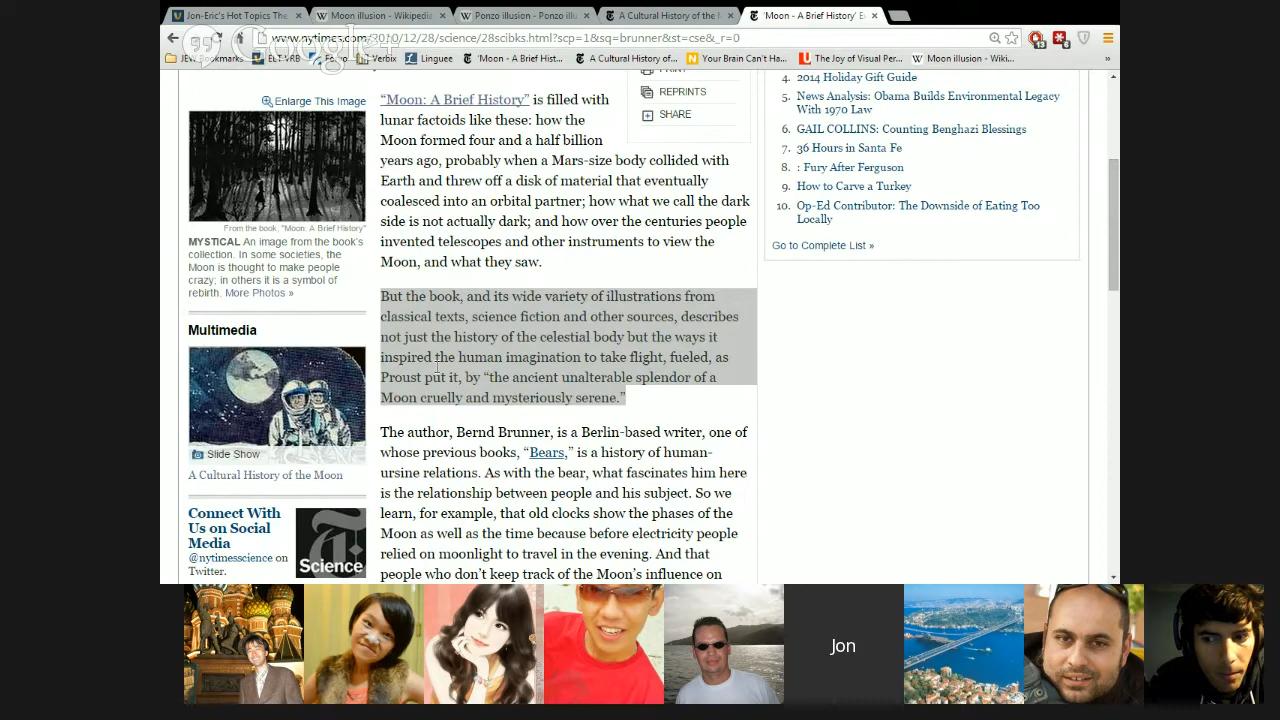 Jon-Eric's Hot Topics The
Moon illusion - Wikipedia
Ponzo illusion - Ponzo illu
A Cultural History of the M
'Moon - A Brief History' E
Google+
www.nytimes.com/2010/12/28/science/28scibks.html?scp=1&sq=brunner&st=cse&_r=0
13
6
JEW Bookmarks
ELT-VRB
Verbix
Linguee
'Moon - A Brief Hist...
A Cultural History of...
Your Brain Can't Ha...
The Joy of Visual Per...
Moon illusion - Wiki...
»
Enlarge This Image
From the book, "Moon: A Brief History"
MYSTICAL An image from the book's
collection. In some societies, the
Moon is thought to make people
crazy; in others it is a symbol of
rebirth. More Photos »
Multimedia
Slide Show
A Cultural History of the Moon
Connect With
Us on Social
Media
@nytimesscience on
Twitter.
Science
“Moon: A Brief History” is filled with
lunar factoids like these: how the
Moon formed four and a half billion
years ago, probably when a Mars-size body collided with
Earth and threw off a disk of material that eventually
coalesced into an orbital partner; how what we call the dark
side is not actually dark; and how over the centuries people
invented telescopes and other instruments to view the
Moon, and what they saw.
But the book, and its wide variety of illustrations from
classical texts, science fiction and other sources, describes
not just the history of the celestial body but the ways it
inspired the human imagination to take flight, fueled, as
Proust put it, by “the ancient unalterable splendor of a
Moon cruelly and mysteriously serene.”
The author, Bernd Brunner, is a Berlin-based writer, one of
whose previous books, “Bears,” is a history of human-
ursine relations. As with the bear, what fascinates him here
is the relationship between people and his subject. So we
learn, for example, that old clocks show the phases of the
Moon as well as the time because before electricity people
relied on moonlight to travel in the evening. And that
people who don’t keep track of the Moon’s influence on
PRINT
REPRINTS
SHARE
4. 2014 Holiday Gift Guide
5. News Analysis: Obama Builds Environmental Legacy
With 1970 Law
6. GAIL COLLINS: Counting Benghazi Blessings
7. 36 Hours in Santa Fe
8. : Fury After Ferguson
9. How to Carve a Turkey
10. Op-Ed Contributor: The Downside of Eating Too
Locally
Go to Complete List »
Jon